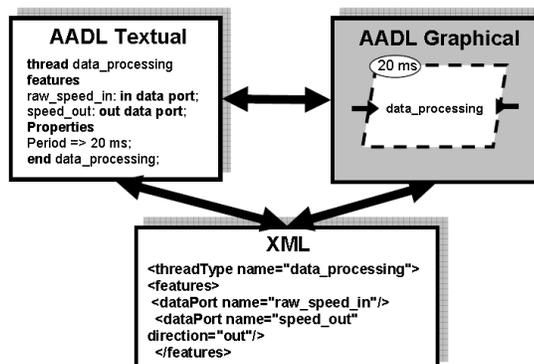 AADL Textual
thread data_processing
features
raw_speed_in: in data port;
speed_out: out data port;
Properties
Period => 20 ms;
end data_processing;
AADL Graphical
20 ms
data_processing
XML
<threadType name="data_processing">
<features>
<dataPort name="raw_speed_in"/>
<dataPort name="speed_out"
direction="out"/>
</features>